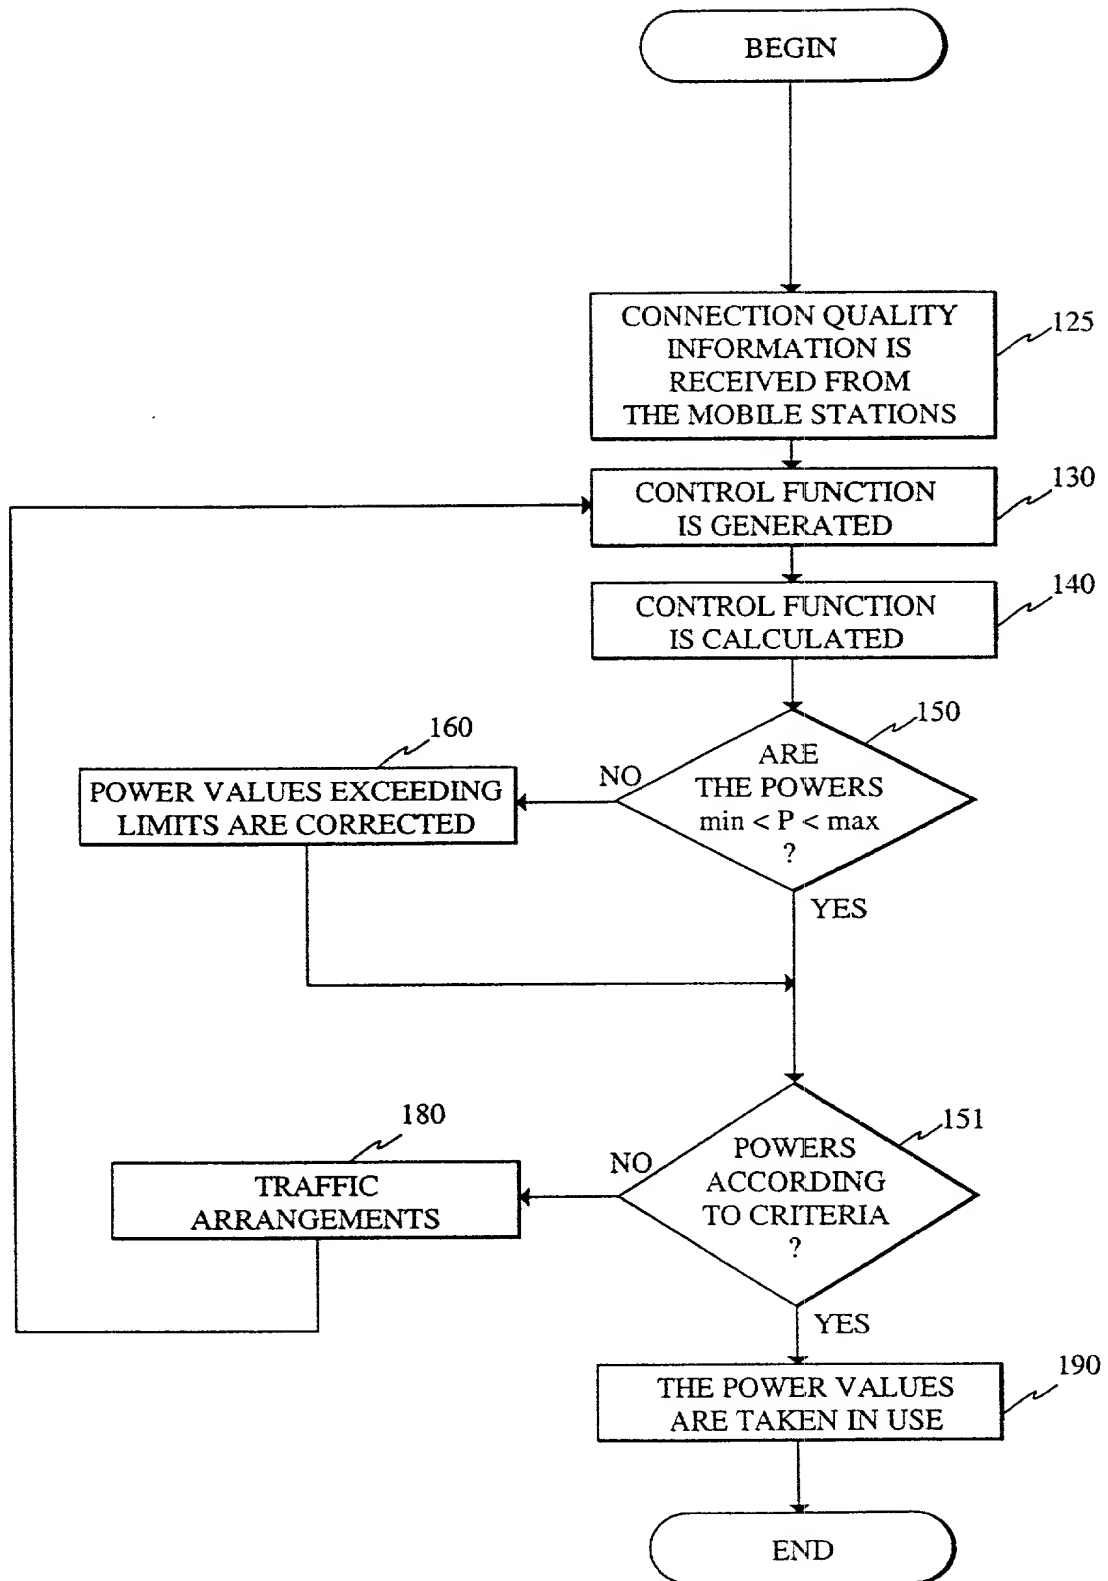 BEGIN
CONNECTION QUALITY
INFORMATION IS
RECEIVED FROM
THE MOBILE STATIONS
125
CONTROL FUNCTION
IS GENERATED
130
CONTROL FUNCTION
IS CALCULATED
140
ARE
THE POWERS
min < P < max
?
150
NO
YES
160
POWER VALUES EXCEEDING
LIMITS ARE CORRECTED
POWERS
ACCORDING
TO CRITERIA
?
151
NO
YES
180
TRAFFIC
ARRANGEMENTS
THE POWER VALUES
ARE TAKEN IN USE
190
END